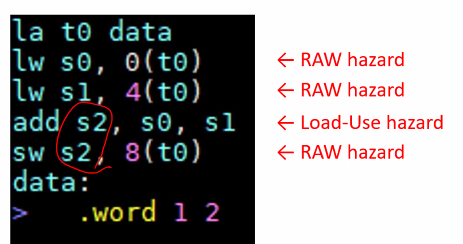 la t0 data
lw s0, 0(t0) ← RAW hazard
lw s1, 4(t0) ← RAW hazard
add s2, s0, s1 ← Load-Use hazard
sw s2, 8(t0) ← RAW hazard
data:
> .word 1 2